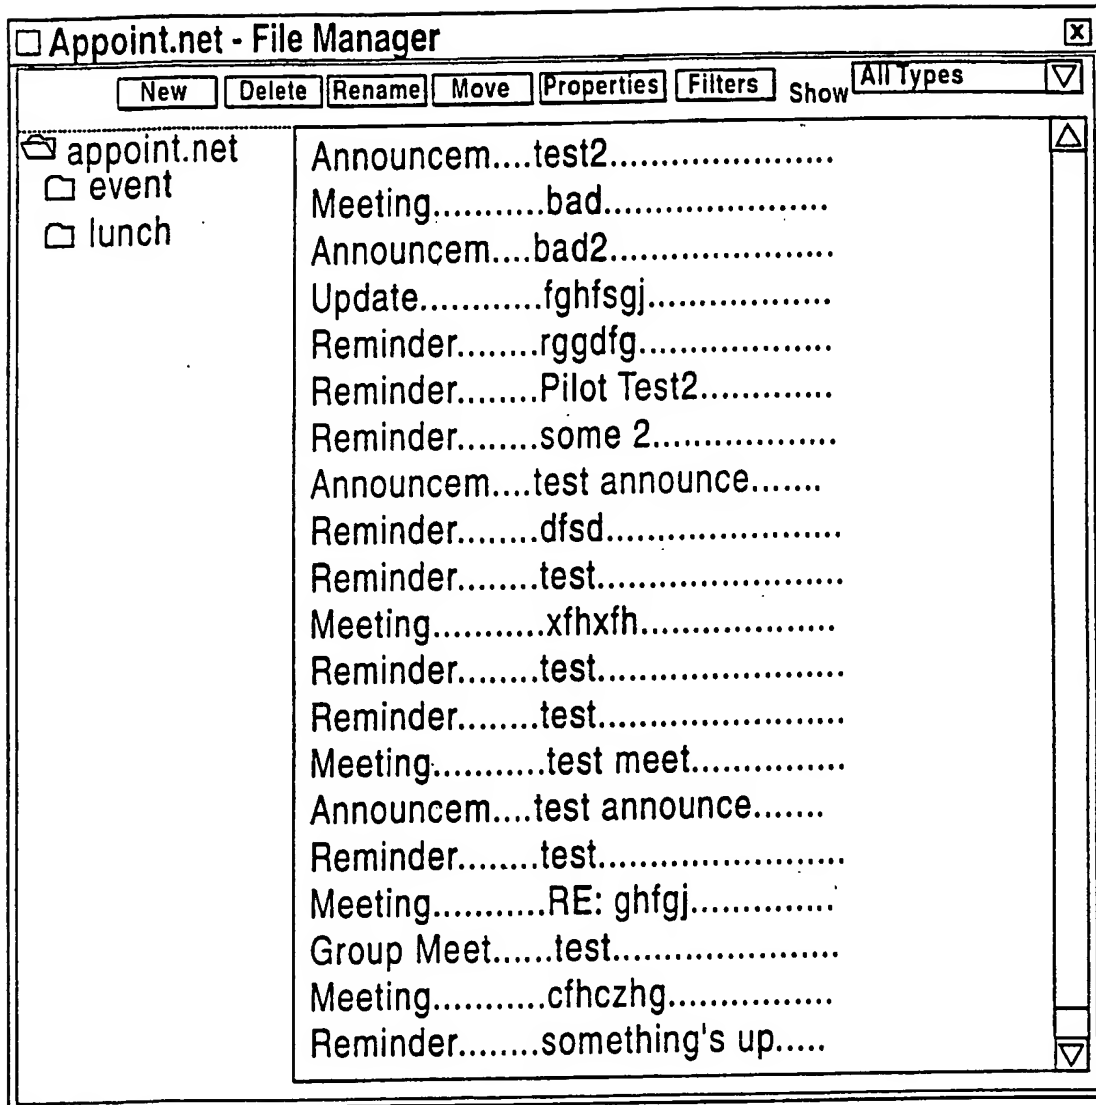 Appoint.net - File Manager
New Delete Rename Move Properties Filters Show All Types
appoint.net
event
lunch
Announcem....test2......................
Meeting...........bad......................
Announcem....bad2......................
Update............fghfsgj..................
Reminder........rggdfg...................
Reminder........Pilot Test2.............
Reminder........some 2..................
Announcem....test announce.......
Reminder........dfsd.......................
Reminder........test........................
Meeting...........xfhxfh...................
Reminder........test........................
Reminder........test........................
Meeting...........test meet...............
Announcem....test announce.......
Reminder........test........................
Meeting...........RE: ghfgj..............
Group Meet......test......................
Meeting...........cfhczhg................
Reminder........something's up.....